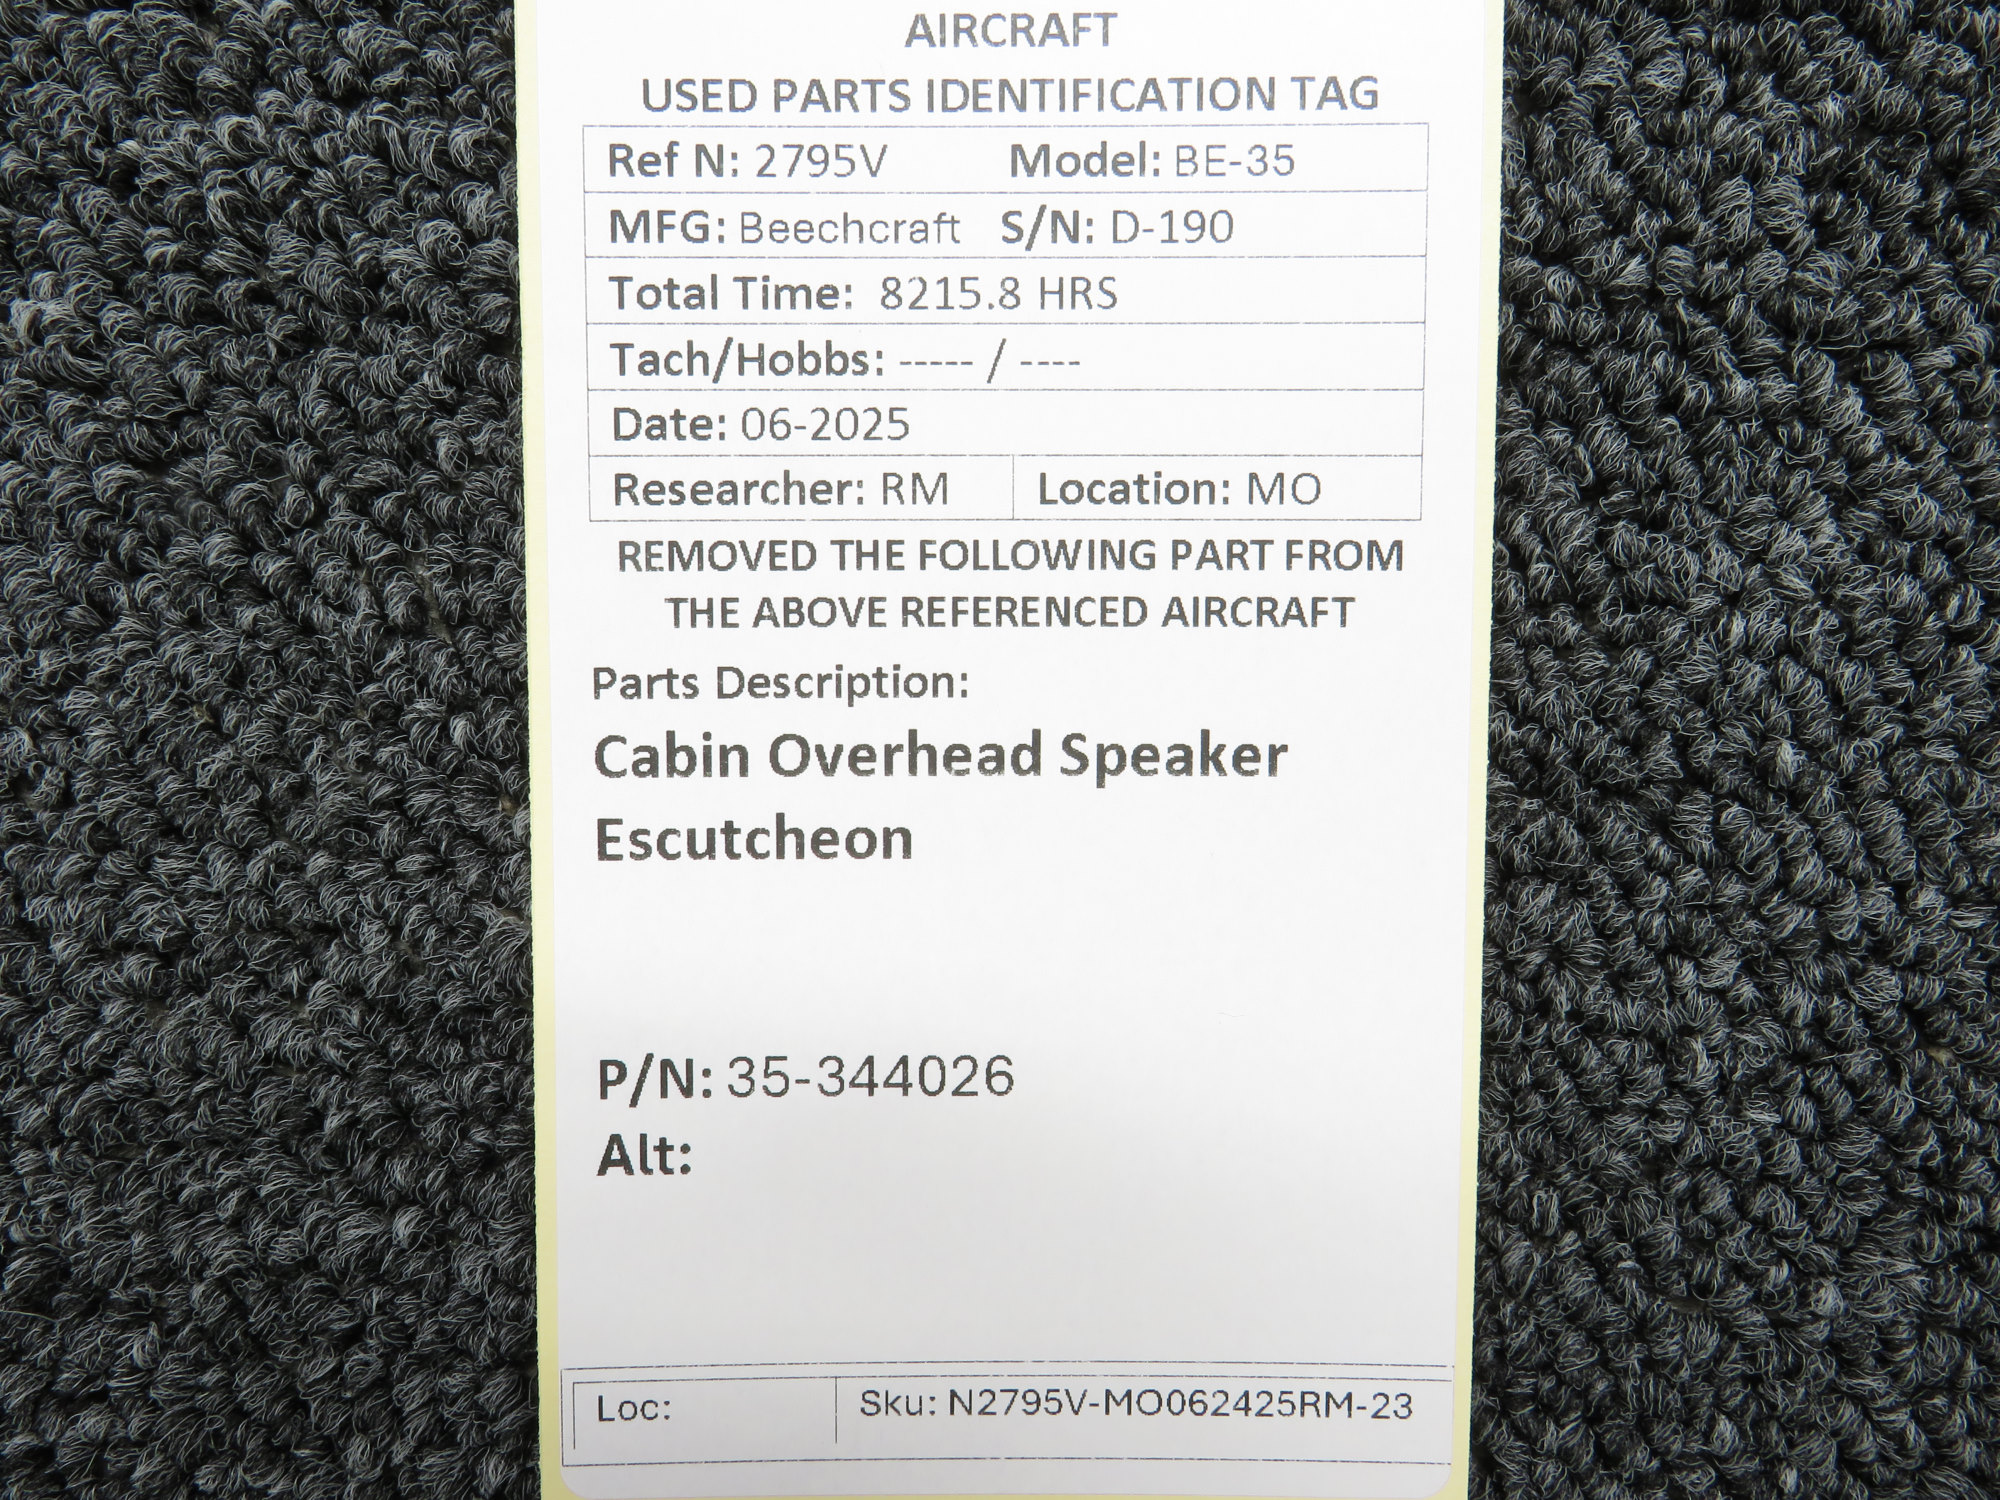 AIRCRAFT
USED PARTS IDENTIFICATION TAG
Ref N: 2795V Model: BE-35
MFG: Beechcraft S/N: D-190
Total Time: 8215.8 HRS
Tach/Hobbs: ----- / ----
Date: 06-2025
Researcher: RM Location: MO
REMOVED THE FOLLOWING PART FROM
THE ABOVE REFERENCED AIRCRAFT
Parts Description:
Cabin Overhead Speaker
Escutcheon
P/N: 35-344026
Alt:
Loc: Sku: N2795V-MO062425RM-23